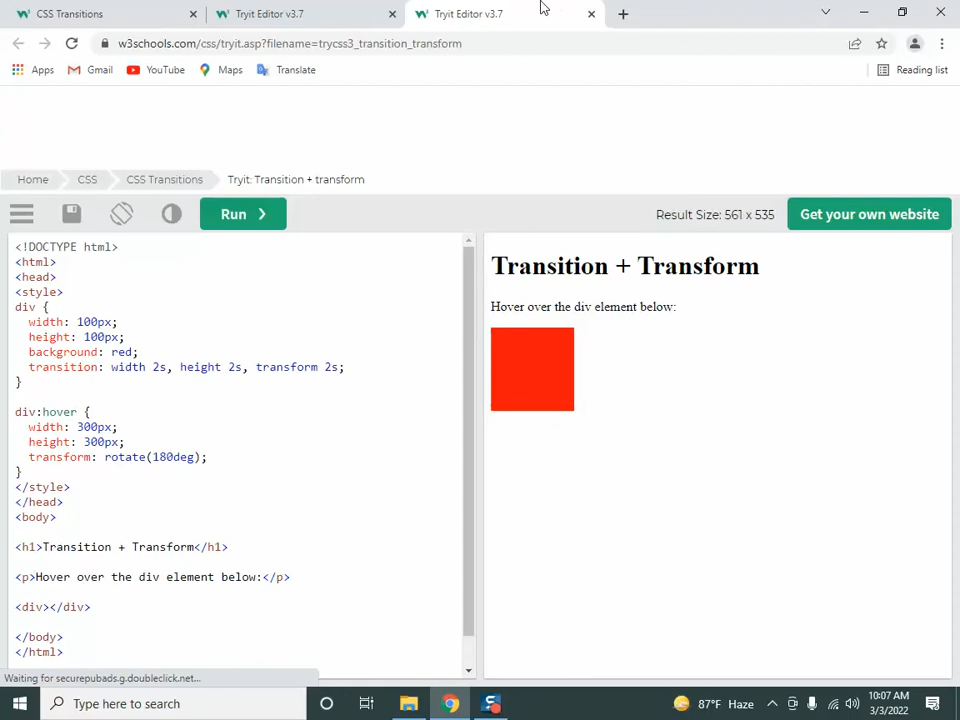 CSS Transitions
Tryit Editor v3.7
Tryit Editor v3.7
w3schools.com/css/tryit.asp?filename=trycss3_transition_transform
Apps
Gmail
YouTube
Maps
Translate
Reading list
Home
CSS
CSS Transitions
Tryit: Transition + transform
Run ❯
Result Size: 561 x 535
Get your own website
<!DOCTYPE html>
<html>
<head>
<style>
div {
  width: 100px;
  height: 100px;
  background: red;
  transition: width 2s, height 2s, transform 2s;
}

div:hover {
  width: 300px;
  height: 300px;
  transform: rotate(180deg);
}
</style>
</head>
<body>

<h1>Transition + Transform</h1>

<p>Hover over the div element below:</p>

<div></div>

</body>
</html>
Transition + Transform
Hover over the div element below:
Waiting for securepubads.g.doubleclick.net...
Type here to search
87°F Haze
10:07 AM
3/3/2022